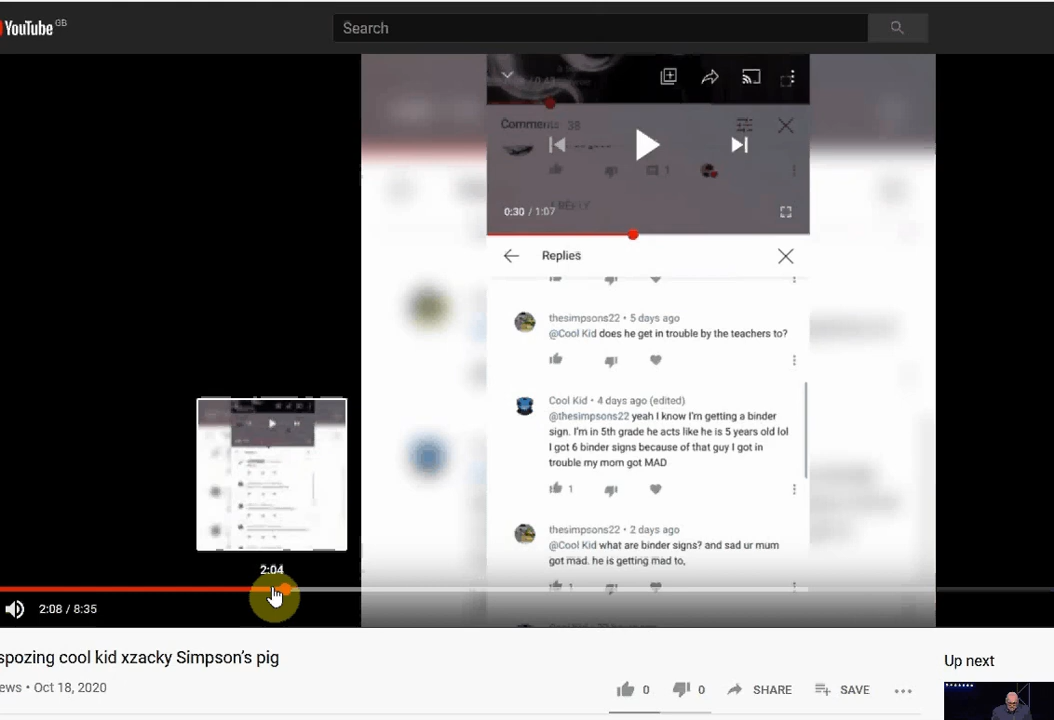 YouTube GB
Search
Comments 38
0:30 / 1:07
Replies
thesimpsons22 • 5 days ago
@Cool Kid does he get in trouble by the teachers to?
Cool Kid • 4 days ago (edited)
@thesimpsons22 yeah I know I'm getting a binder
sign. I'm in 5th grade he acts like he is 5 years old lol
I got 6 binder signs because of that guy I got in
trouble my mom got MAD
1
thesimpsons22 • 2 days ago
@Cool Kid what are binder signs? and sad ur mum
got mad. he is getting mad to,
1
2:04
2:08 / 8:35
spozing cool kid xzacky Simpson's pig
ews • Oct 18, 2020
0 0 SHARE SAVE
Up next